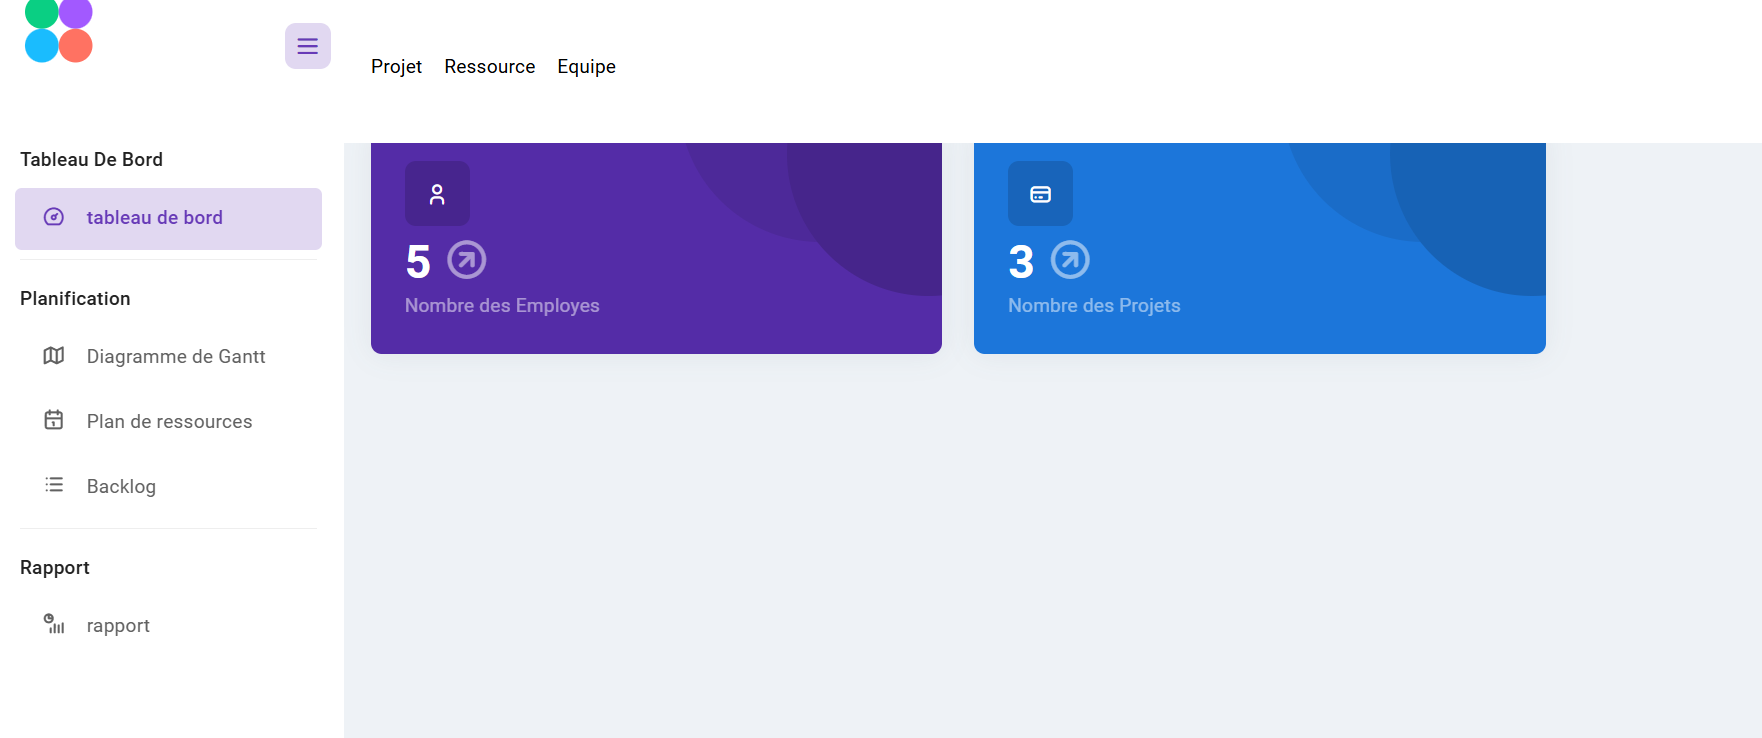 Projet Ressource Equipe
Tableau De Bord
tableau de bord
Planification
Diagramme de Gantt
Plan de ressources
Backlog
Rapport
rapport
5
Nombre des Employes
3
Nombre des Projets